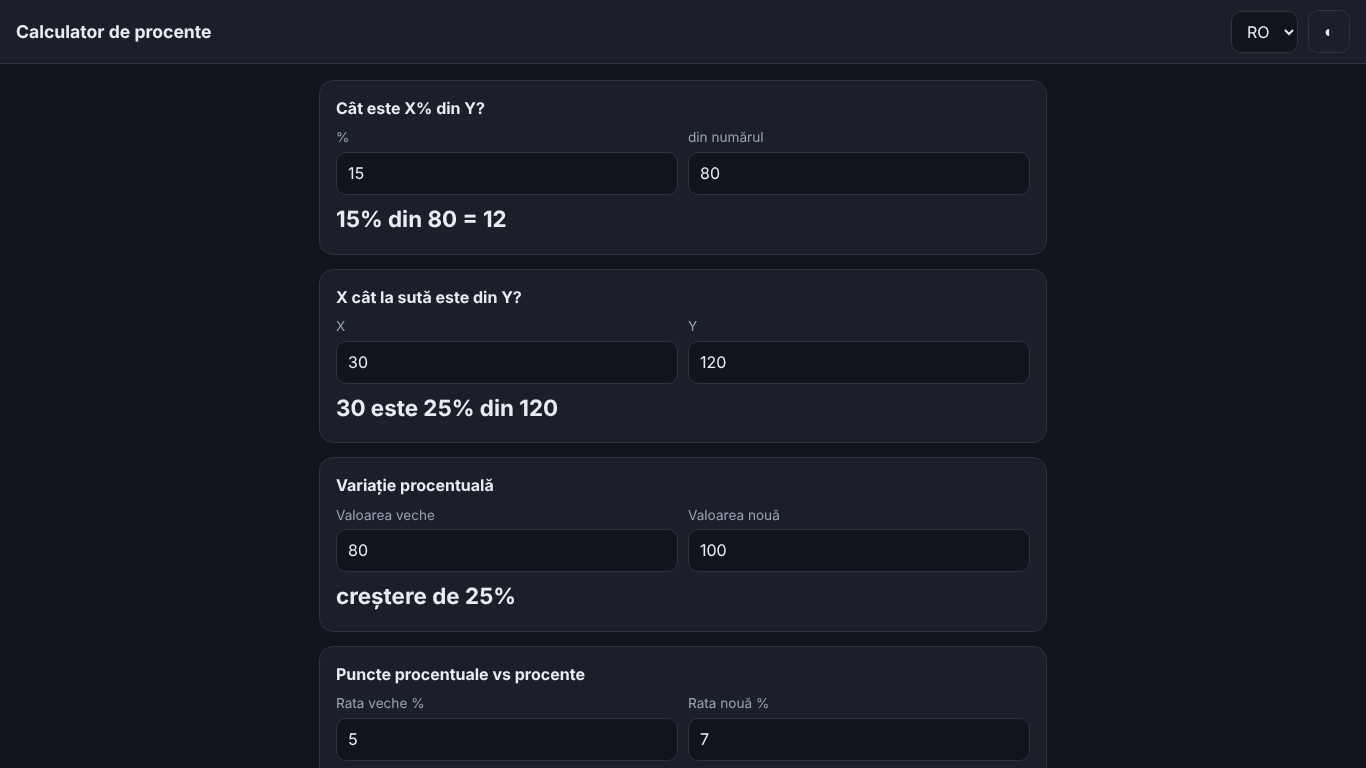 Calculator de procente
RO
Cât este X% din Y?
% din numărul
15 80
15% din 80 = 12
X cât la sută este din Y?
X Y
30 120
30 este 25% din 120
Variație procentuală
Valoarea veche Valoarea nouă
80 100
creștere de 25%
Puncte procentuale vs procente
Rata veche % Rata nouă %
5 7